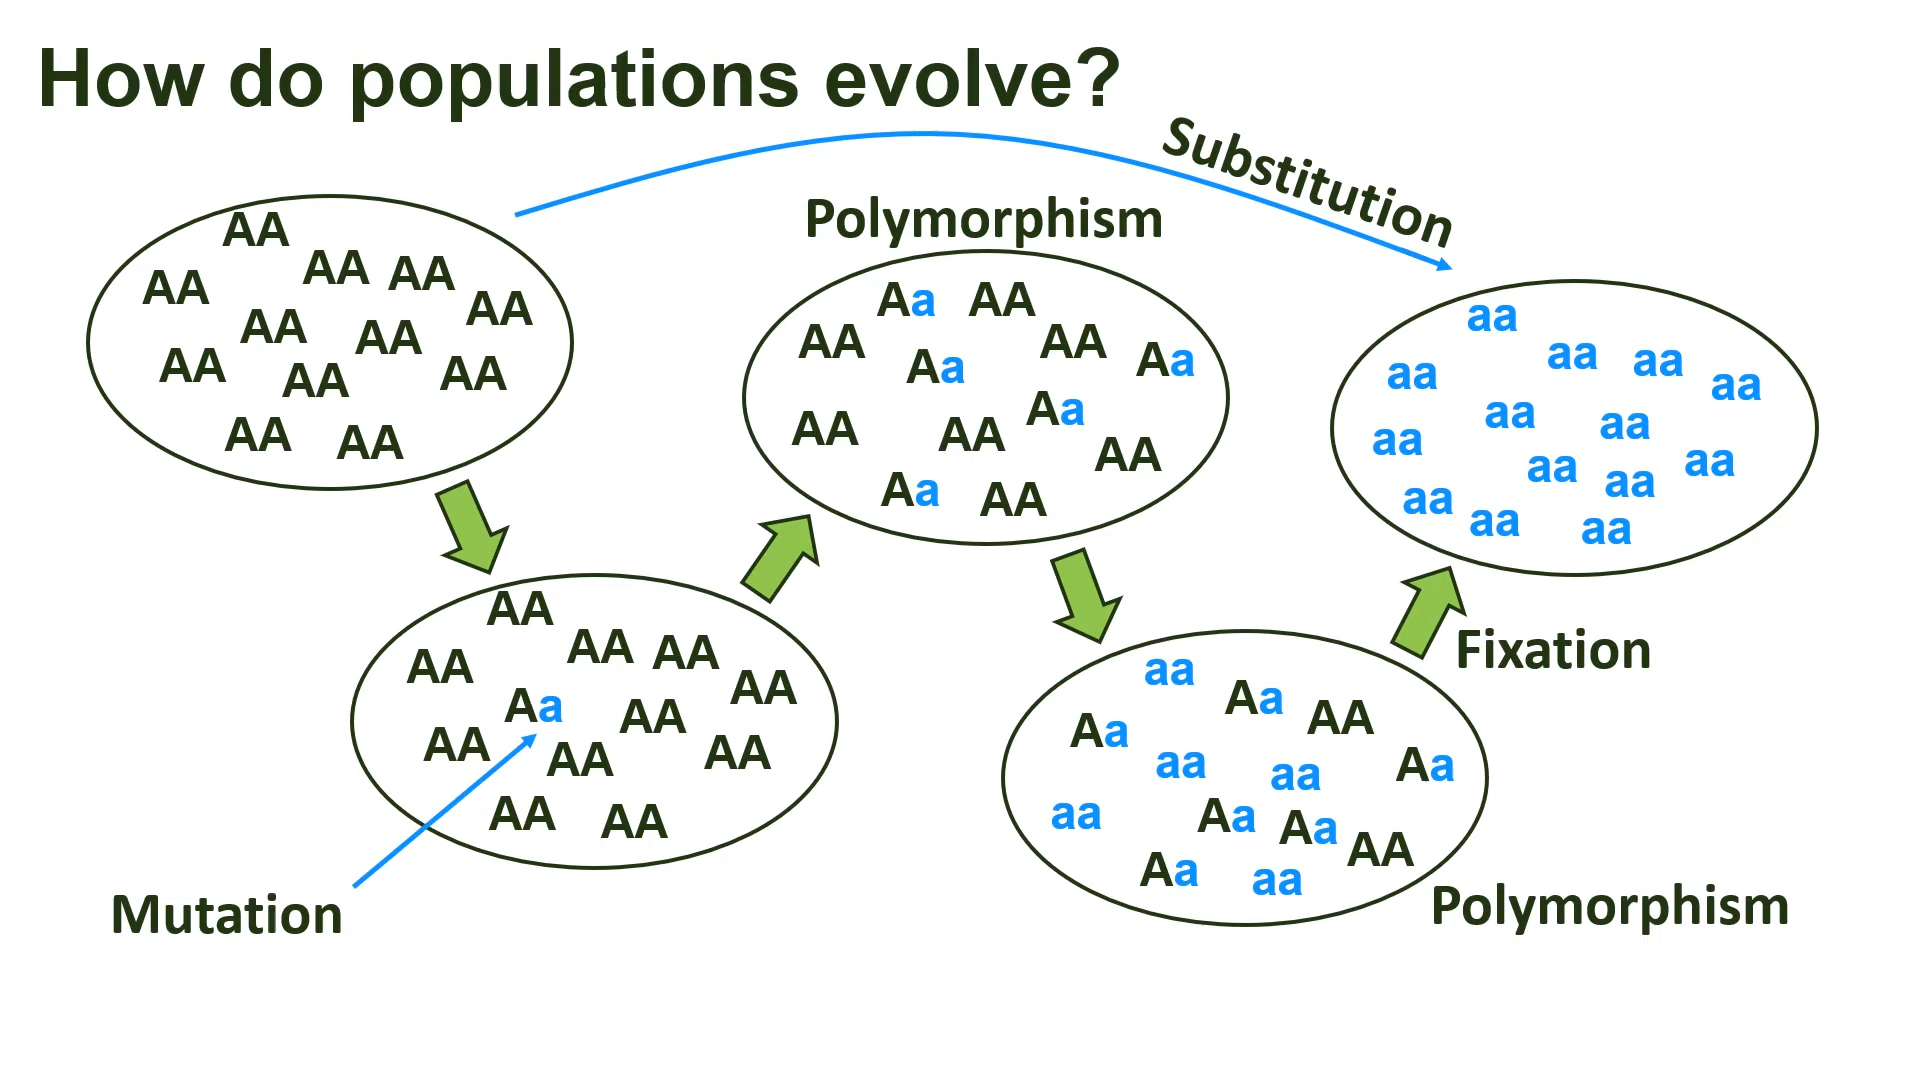 How do populations evolve?
Substitution
Polymorphism
AA
AA AA AA
AA AA AA
AA AA AA
AA
AA AA
AA
AA AA AA
AA Aa AA
AA AA AA
AA
AA AA
Mutation
Aa AA
AA Aa AA Aa
AA AA Aa AA
Aa AA
aa
Aa Aa AA
aa aa Aa
aa Aa Aa AA
Aa aa
Polymorphism
Fixation
aa
aa aa aa
aa aa aa
aa aa aa
aa aa
aa aa